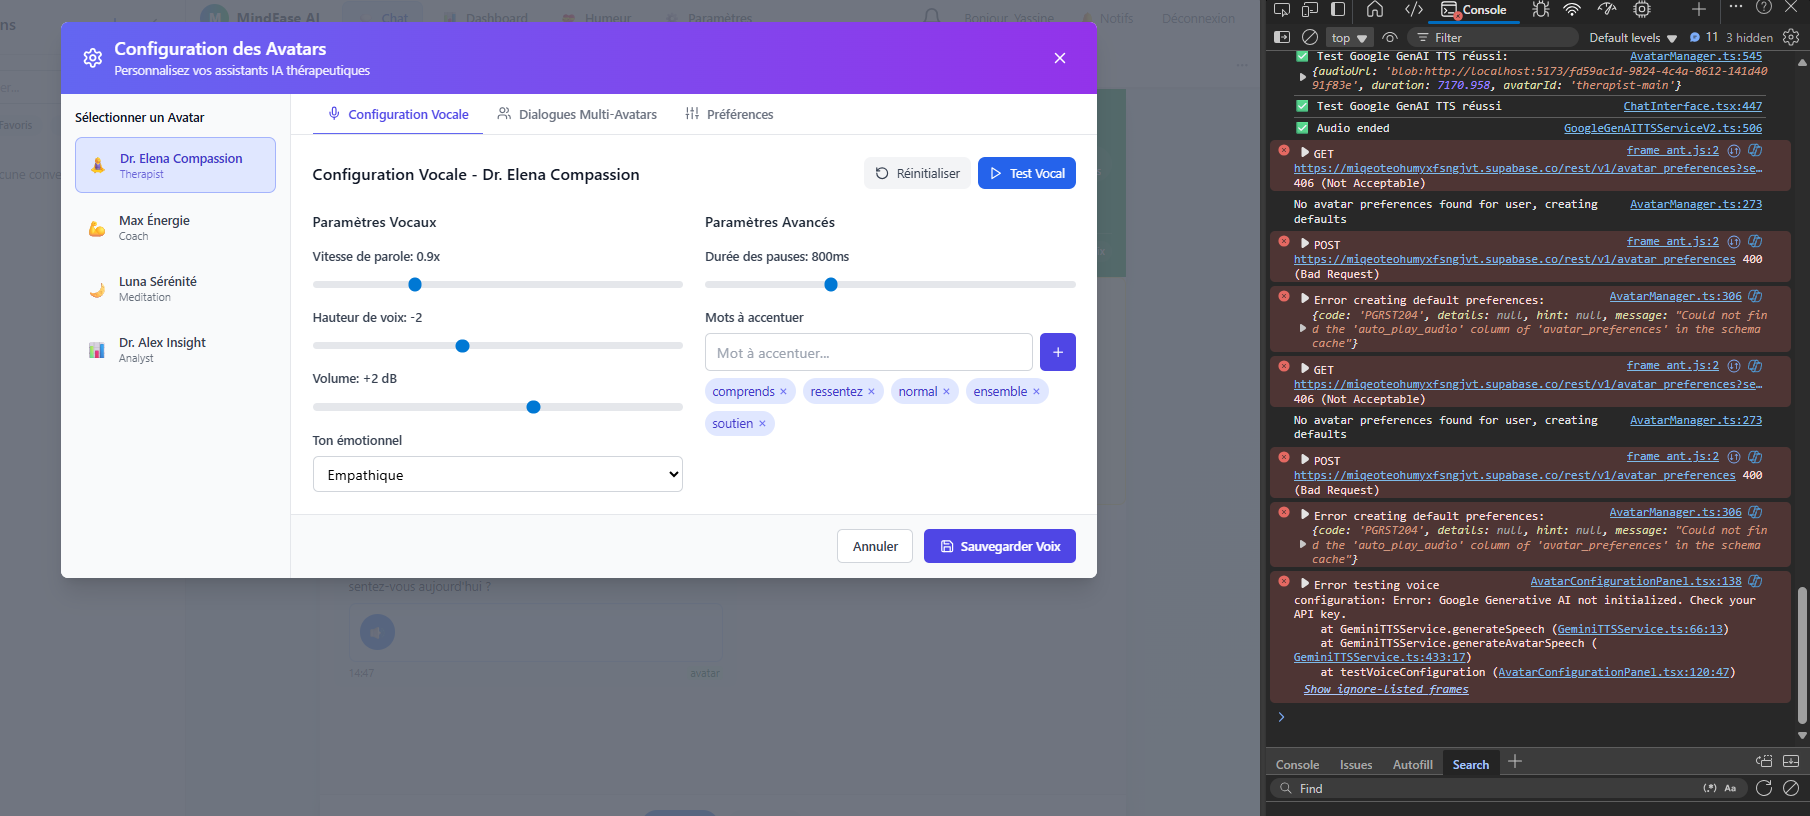 MindEase AI
Chat
Dashboard
Humeur
Paramètres
Bonjour, Yassine
Notifs
Déconnexion
Configuration des Avatars
Personnalisez vos assistants IA thérapeutiques
Sélectionner un Avatar
Dr. Elena Compassion
Therapist
Max Énergie
Coach
Luna Sérénité
Meditation
Dr. Alex Insight
Analyst
Configuration Vocale
Dialogues Multi-Avatars
Préférences
Configuration Vocale - Dr. Elena Compassion
Réinitialiser
Test Vocal
Paramètres Vocaux
Vitesse de parole: 0.9x
Hauteur de voix: -2
Volume: +2 dB
Ton émotionnel
Empathique
Paramètres Avancés
Durée des pauses: 800ms
Mots à accentuer
Mot à accentuer...
+
comprends ×
ressentez ×
normal ×
ensemble ×
soutien ×
Annuler
Sauvegarder Voix
favoris
sentez-vous aujourd'hui ?
14:47
avatar
Console
top
Filter
Default levels
11
3 hidden
Test Google GenAI TTS réussi: AvatarManager.ts:545
{audioUrl: 'blob:http://localhost:5173/fd59ac1d-9824-4c4a-8612-141d40
91f83e', duration: 7170.958, avatarId: 'therapist-main'}
Test Google GenAI TTS réussi ChatInterface.tsx:447
Audio ended GoogleGenAITTSServiceV2.ts:506
GET frame_ant.js:2
https://miqeoteohumyxfsngjvt.supabase.co/rest/v1/avatar_preferences?se…
406 (Not Acceptable)
No avatar preferences found for user, creating AvatarManager.ts:273
defaults
POST frame_ant.js:2
https://miqeoteohumyxfsngjvt.supabase.co/rest/v1/avatar_preferences 400
(Bad Request)
Error creating default preferences: AvatarManager.ts:306
{code: 'PGRST204', details: null, hint: null, message: "Could not fin
d the 'auto_play_audio' column of 'avatar_preferences' in the schema
cache"}
GET frame_ant.js:2
https://miqeoteohumyxfsngjvt.supabase.co/rest/v1/avatar_preferences?se…
406 (Not Acceptable)
No avatar preferences found for user, creating AvatarManager.ts:273
defaults
POST frame_ant.js:2
https://miqeoteohumyxfsngjvt.supabase.co/rest/v1/avatar_preferences 400
(Bad Request)
Error creating default preferences: AvatarManager.ts:306
{code: 'PGRST204', details: null, hint: null, message: "Could not fin
d the 'auto_play_audio' column of 'avatar_preferences' in the schema
cache"}
Error testing voice AvatarConfigurationPanel.tsx:138
configuration: Error: Google Generative AI not initialized. Check your
API key.
at GeminiTTSService.generateSpeech (GeminiTTSService.ts:66:13)
at GeminiTTSService.generateAvatarSpeech (
GeminiTTSService.ts:433:17)
at testVoiceConfiguration (AvatarConfigurationPanel.tsx:120:47)
Show ignore-listed frames
Console
Issues
Autofill
Search
Find
(.*)
Aa